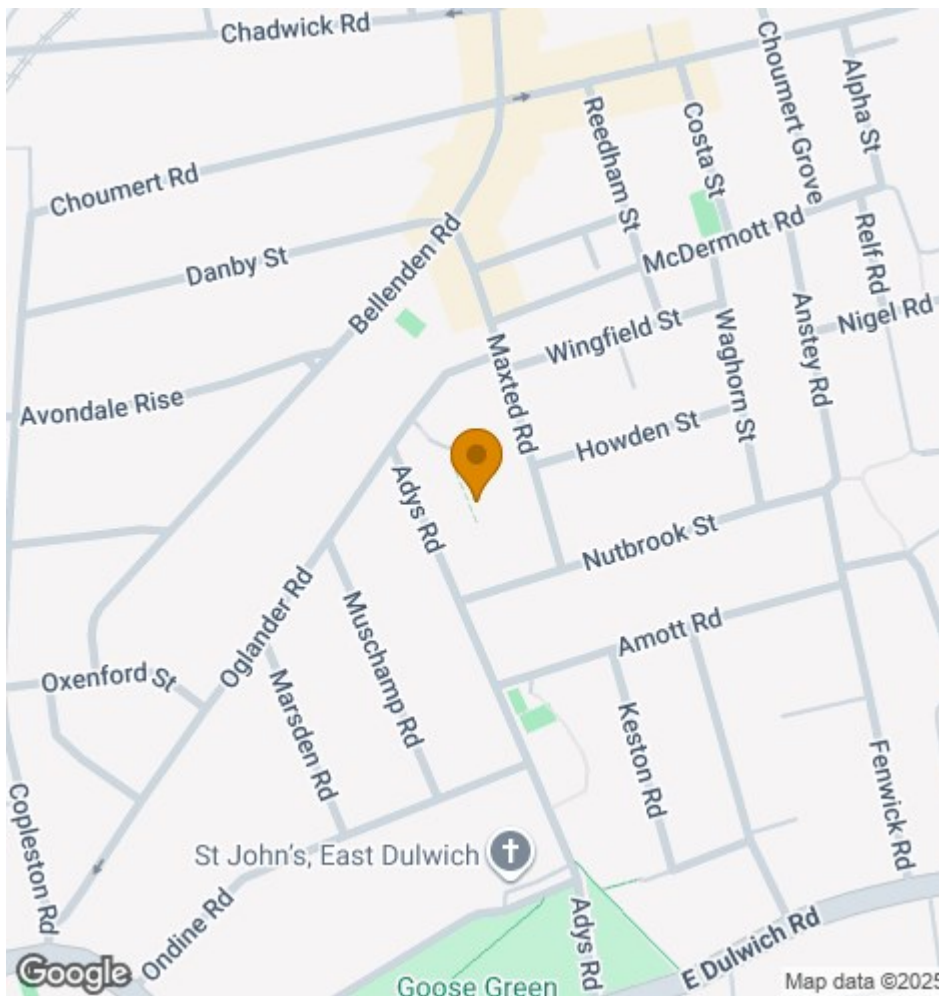 Chadwick Rd
Choumert Grove
Alpha St
Choumert Rd
Reedham St
Costa St
Danby St
Bellenden Rd
McDermott Rd
Relf Rd
Nigel Rd
Wingfield St
Waghorn St
Anstey Rd
Maxted Rd
Avondale Rise
Howden St
Adys Rd
Nutbrook St
Oglander Rd
Muschamp Rd
Amott Rd
Oxenford St
Marsden Rd
Keston Rd
Fenwick Rd
Copleston Rd
St John's, East Dulwich
Ondine Rd
Adys Rd
E Dulwich Rd
Google
Goose Green
Map data ©2025